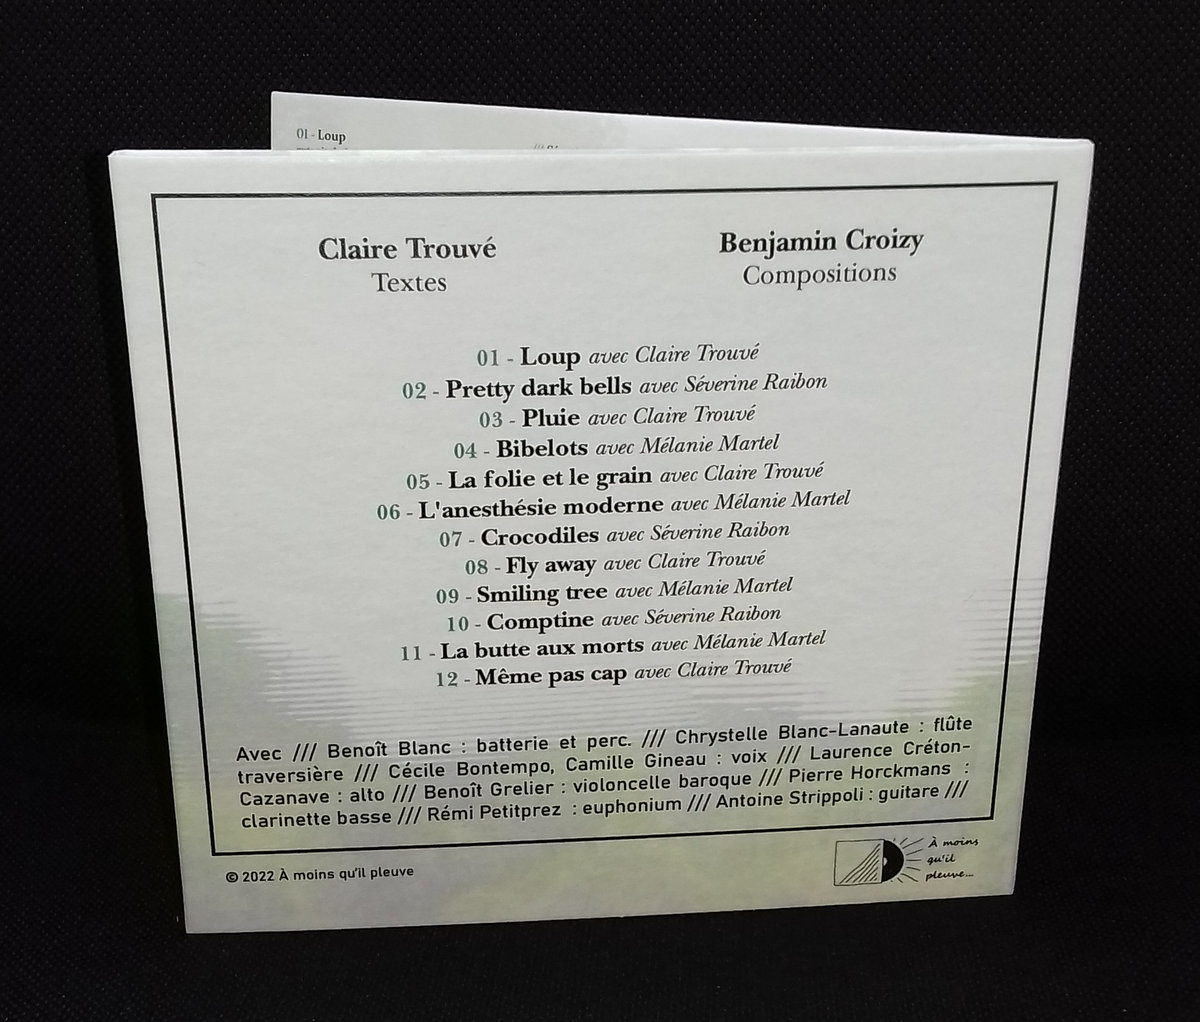 01 - Loup
Claire Trouvé
Textes
Benjamin Croizy
Compositions
01 - Loup avec Claire Trouvé
02 - Pretty dark bells avec Séverine Raibon
03 - Pluie avec Claire Trouvé
04 - Bibelots avec Mélanie Martel
05 - La folie et le grain avec Claire Trouvé
06 - L'anesthésie moderne avec Mélanie Martel
07 - Crocodiles avec Séverine Raibon
08 - Fly away avec Claire Trouvé
09 - Smiling tree avec Mélanie Martel
10 - Comptine avec Séverine Raibon
11 - La butte aux morts avec Mélanie Martel
12 - Même pas cap avec Claire Trouvé
Avec /// Benoît Blanc : batterie et perc. /// Chrystelle Blanc-Lanaute : flûte
traversière /// Cécile Bontempo, Camille Gineau : voix /// Laurence Créton-
Cazanave : alto /// Benoît Grelier : violoncelle baroque /// Pierre Horckmans :
clarinette basse /// Rémi Petitprez : euphonium /// Antoine Strippoli : guitare ///
© 2022 À moins qu'il pleuve
À moins
qu'il
pleuve...